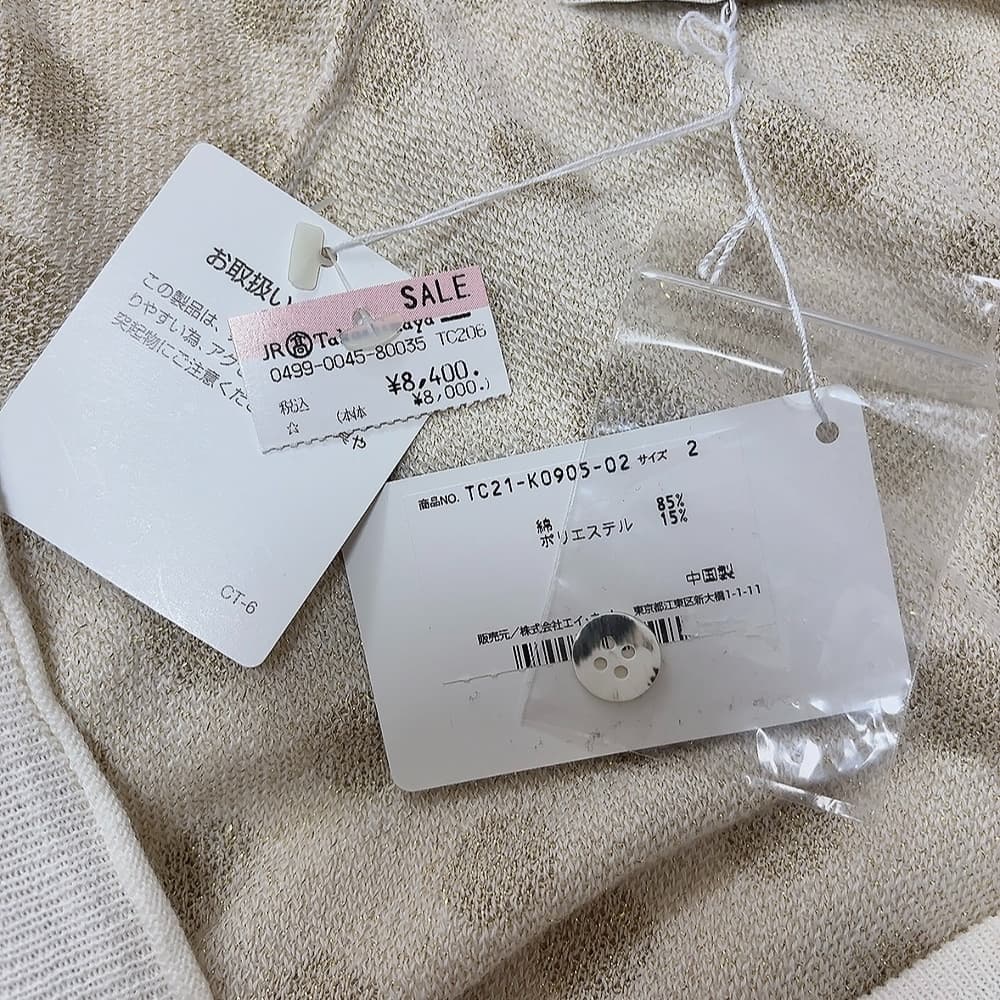 お取扱い
この製品は、
りやすい為、アク
突起物にご注意くだ
CT-6
SALE
JR 髙
0499-0045-80035 TC206
¥8,400.
税込 (本体 ¥8,000.)
☆
商品NO. TC21-K0905-02 サイズ 2
綿 85%
ポリエステル 15%
中国製
販売元/株式会社エイ・
東京都江東区新大橋1-1-11